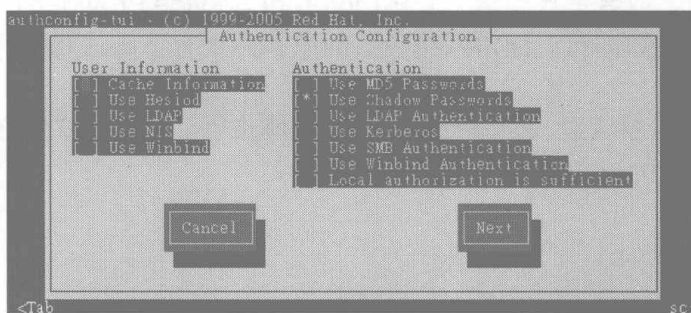 authconfig-tui - (c) 1999-2005 Red Hat, Inc.
Authentication Configuration
User Information
[ ] Cache Information
[ ] Use Hesiod
[ ] Use LDAP
[ ] Use NIS
[ ] Use Winbind
Authentication
[ ] Use MD5 Passwords
[*] Use Shadow Passwords
[ ] Use LDAP Authentication
[ ] Use Kerberos
[ ] Use SMB Authentication
[ ] Use Winbind Authentication
[ ] Local authorization is sufficient
Cancel
Next
<Tab
sc